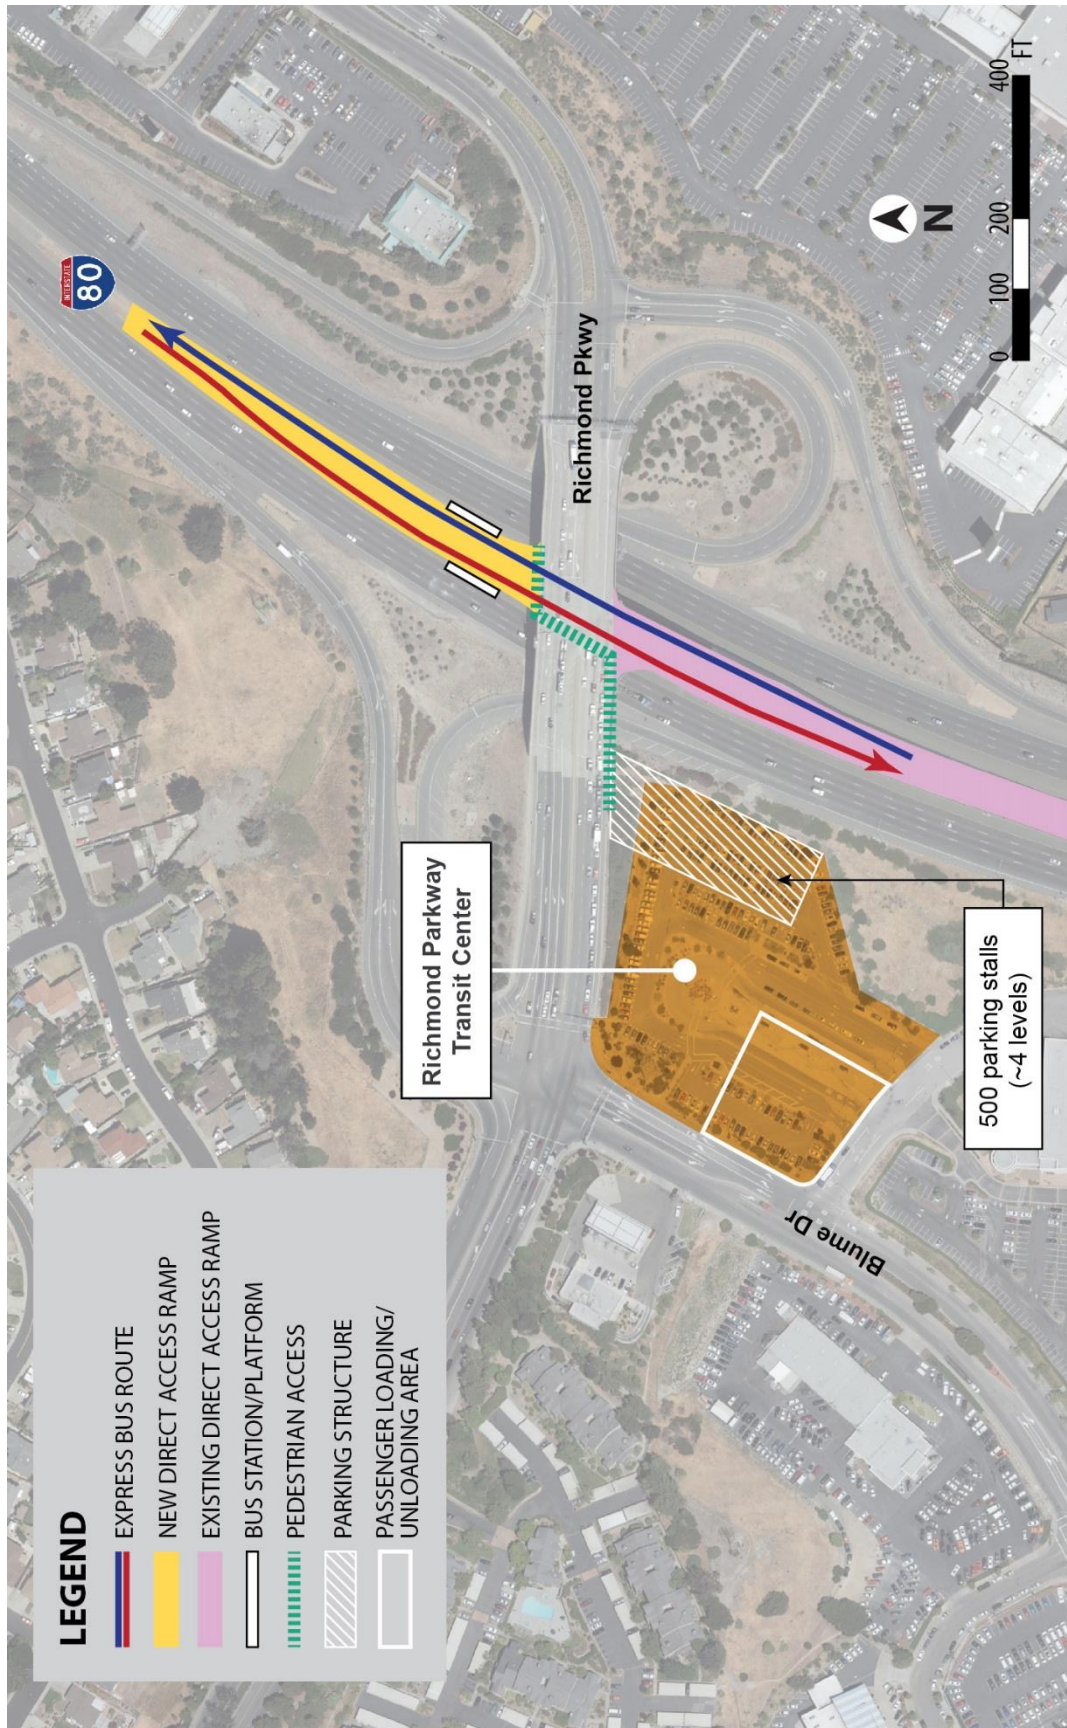 LEGEND
EXPRESS BUS ROUTE
NEW DIRECT ACCESS RAMP
EXISTING DIRECT ACCESS RAMP
BUS STATION/PLATFORM
PEDESTRIAN ACCESS
PARKING STRUCTURE
PASSENGER LOADING/
UNLOADING AREA
Richmond Parkway
Transit Center
INTERSTATE
80
Richmond Pkwy
Blume Dr
500 parking stalls
(~4 levels)
N
0 100 200 400
FT